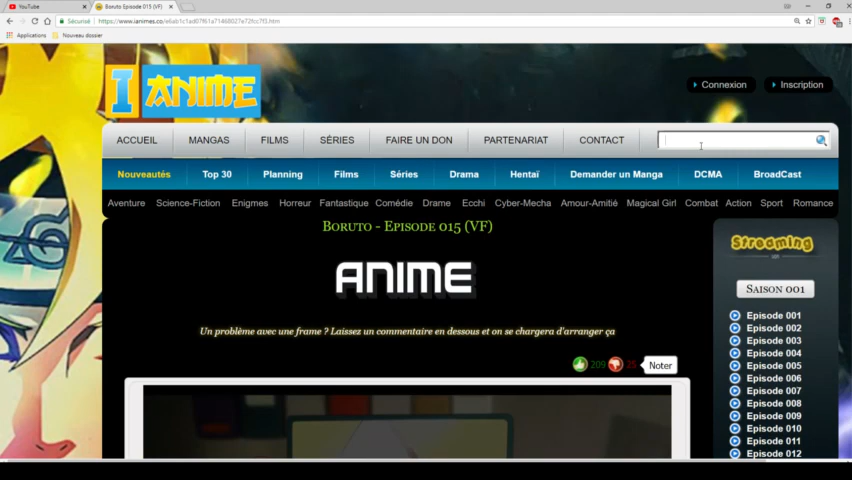 YouTube
Boruto Episode 015 (VF)
Sécurisé
Applications
Nouveau dossier
I ANIME
Connexion
Inscription
ACCUEIL MANGAS FILMS SÉRIES FAIRE UN DON PARTENARIAT CONTACT
Nouveautés Top 30 Planning Films Séries Drama Hentaï Demander un Manga DCMA BroadCast
Aventure Science-Fiction Enigmes Horreur Fantastique Comédie Drame Ecchi Cyber-Mecha Amour-Amitié Magical Girl Combat Action Sport Romance
Boruto - Episode 015 (VF)
ANIME
Un problème avec une frame ? Laissez un commentaire en dessous et on se chargera d'arranger ça
209
Noter
Streaming
Saison 001
Episode 001
Episode 002
Episode 003
Episode 004
Episode 005
Episode 006
Episode 007
Episode 008
Episode 009
Episode 010
Episode 011
Episode 012